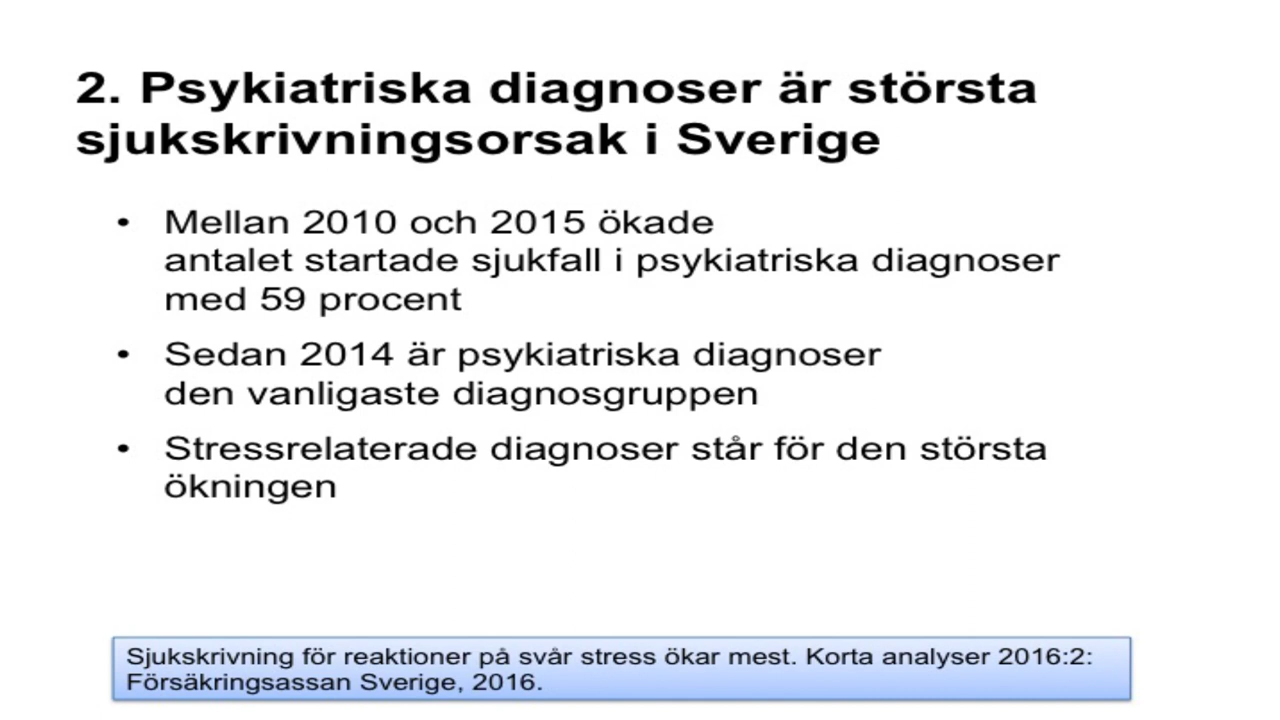 2. Psykiatriska diagnoser är största
sjukskrivningsorsak i Sverige
• Mellan 2010 och 2015 ökade
antalet startade sjukfall i psykiatriska diagnoser
med 59 procent
• Sedan 2014 är psykiatriska diagnoser
den vanligaste diagnosgruppen
• Stressrelaterade diagnoser står för den största
ökningen
Sjukskrivning för reaktioner på svår stress ökar mest. Korta analyser 2016:2:
Försäkringsassan Sverige, 2016.